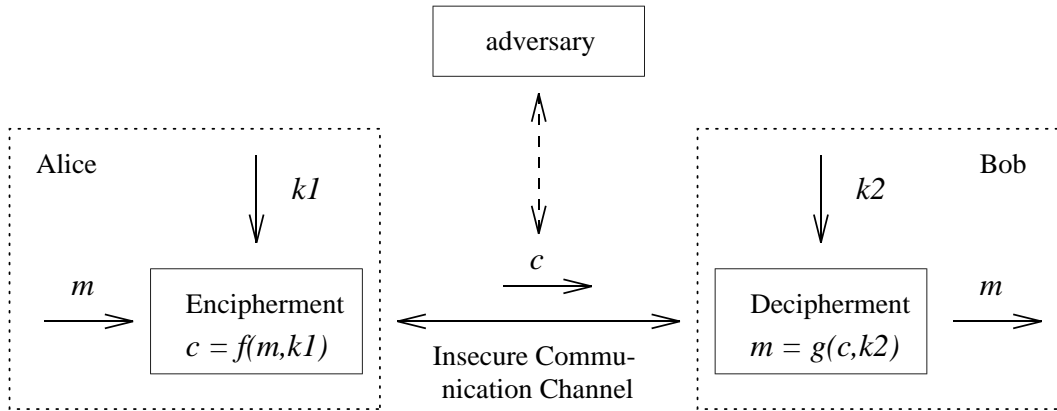 adversary
Alice
Bob
k1
k2
c
m
Encipherment
c = f(m,k1)
Decipherment
m = g(c,k2)
m
Insecure Commu-
nication Channel